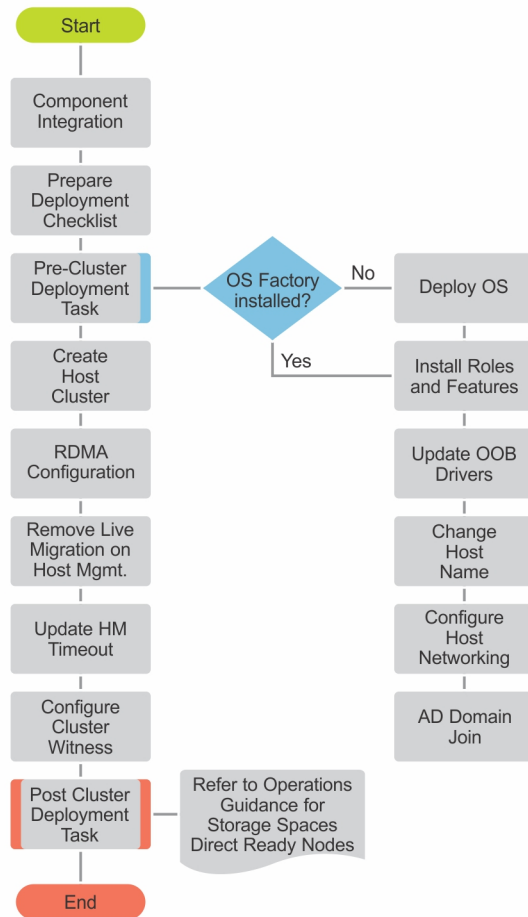 Start
Component
Integration
Prepare
Deployment
Checklist
Pre-Cluster
Deployment
Task
OS Factory
installed?
No
Yes
Deploy OS
Install Roles
and Features
Update OOB
Drivers
Change
Host
Name
Configure
Host
Networking
AD Domain
Join
Create
Host
Cluster
RDMA
Configuration
Remove Live
Migration on
Host Mgmt.
Update HM
Timeout
Configure
Cluster
Witness
Post Cluster
Deployment
Task
Refer to Operations
Guidance for
Storage Spaces
Direct Ready Nodes
End